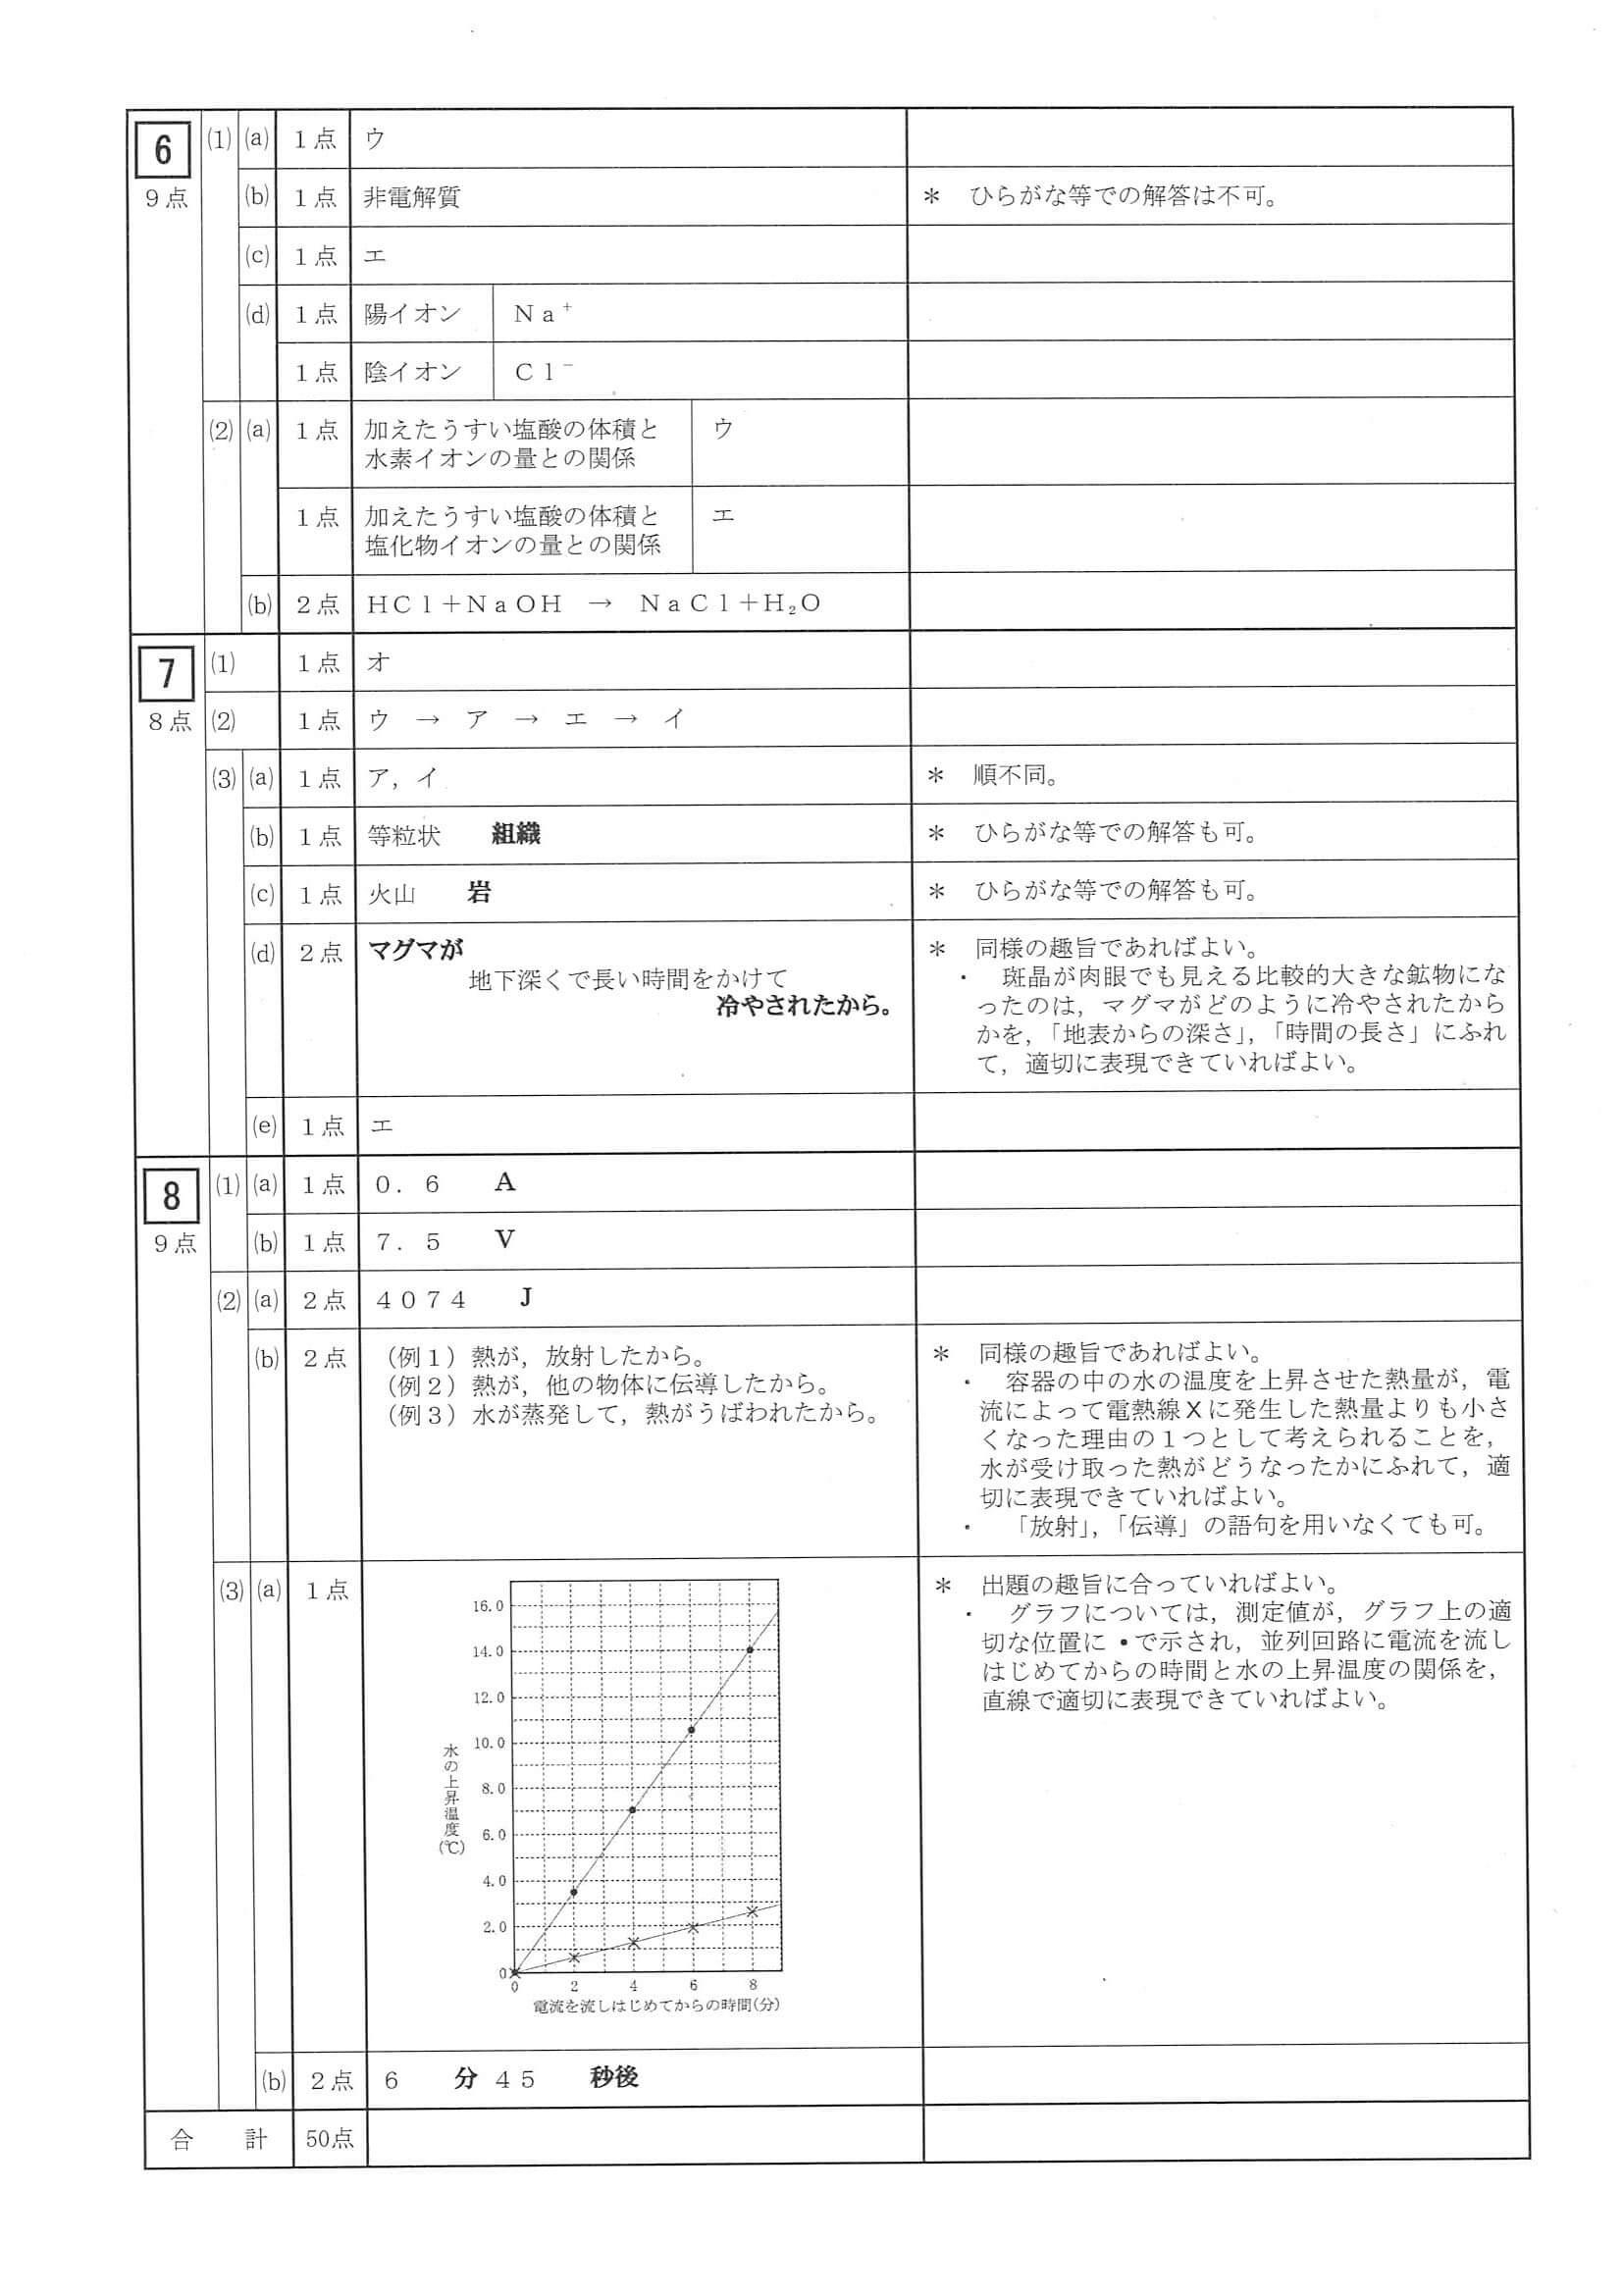 6
9点
(1) (a) 1点 ウ
(b) 1点 非電解質 ＊ ひらがな等での解答は不可。
(c) 1点 エ
(d) 1点 陽イオン Na⁺
1点 陰イオン Cl⁻
(2) (a) 1点 加えたうすい塩酸の体積と
水素イオンの量との関係 ウ
1点 加えたうすい塩酸の体積と
塩化物イオンの量との関係 エ
(b) 2点 HCl＋NaOH → NaCl＋H₂O
7
8点
(1) 1点 オ
(2) 1点 ウ → ア → エ → イ
(3) (a) 1点 ア，イ ＊ 順不同。
(b) 1点 等粒状 組織 ＊ ひらがな等での解答も可。
(c) 1点 火山 岩 ＊ ひらがな等での解答も可。
(d) 2点 マグマが
地下深くで長い時間をかけて
冷やされたから。
＊ 同様の趣旨であればよい。
・ 斑晶が肉眼でも見える比較的大きな鉱物にな
ったのは，マグマがどのように冷やされたから
かを，「地表からの深さ」，「時間の長さ」にふれ
て，適切に表現できていればよい。
(e) 1点 エ
8
9点
(1) (a) 1点 0．6 A
(b) 1点 7．5 V
(2) (a) 2点 4074 J
(b) 2点 （例1）熱が，放射したから。
（例2）熱が，他の物体に伝導したから。
（例3）水が蒸発して，熱がうばわれたから。
＊ 同様の趣旨であればよい。
・ 容器の中の水の温度を上昇させた熱量が，電
流によって電熱線Xに発生した熱量よりも小さ
くなった理由の1つとして考えられることを，
水が受け取った熱がどうなったかにふれて，適
切に表現できていればよい。
・ 「放射」，「伝導」の語句を用いなくても可。
(3) (a) 1点
16.0
14.0
12.0
10.0
8.0
6.0
4.0
2.0
0
水の上昇温度(℃)
0 2 4 6 8
電流を流しはじめてからの時間(分)
＊ 出題の趣旨に合っていればよい。
・ グラフについては，測定値が，グラフ上の適
切な位置に •で示され，並列回路に電流を流し
はじめてからの時間と水の上昇温度の関係を，
直線で適切に表現できていればよい。
(b) 2点 6 分 45 秒後
合 計 50点